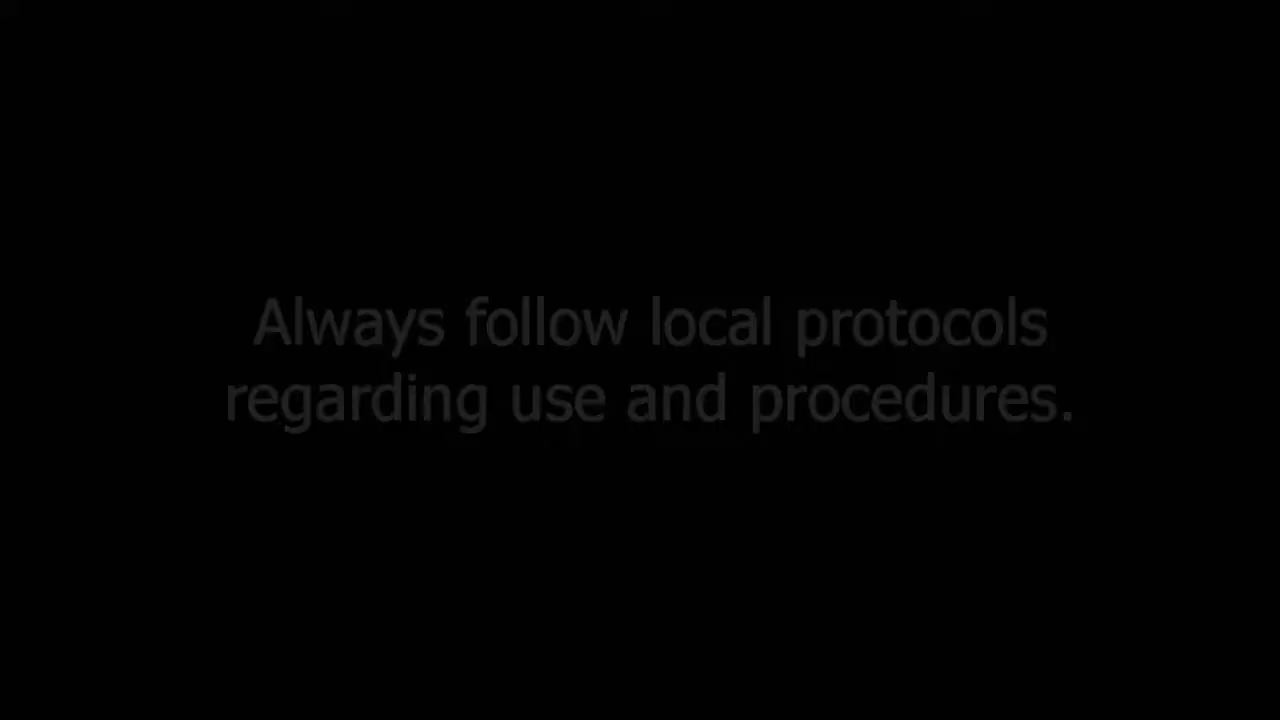 Always follow local protocols
regarding use and procedures.